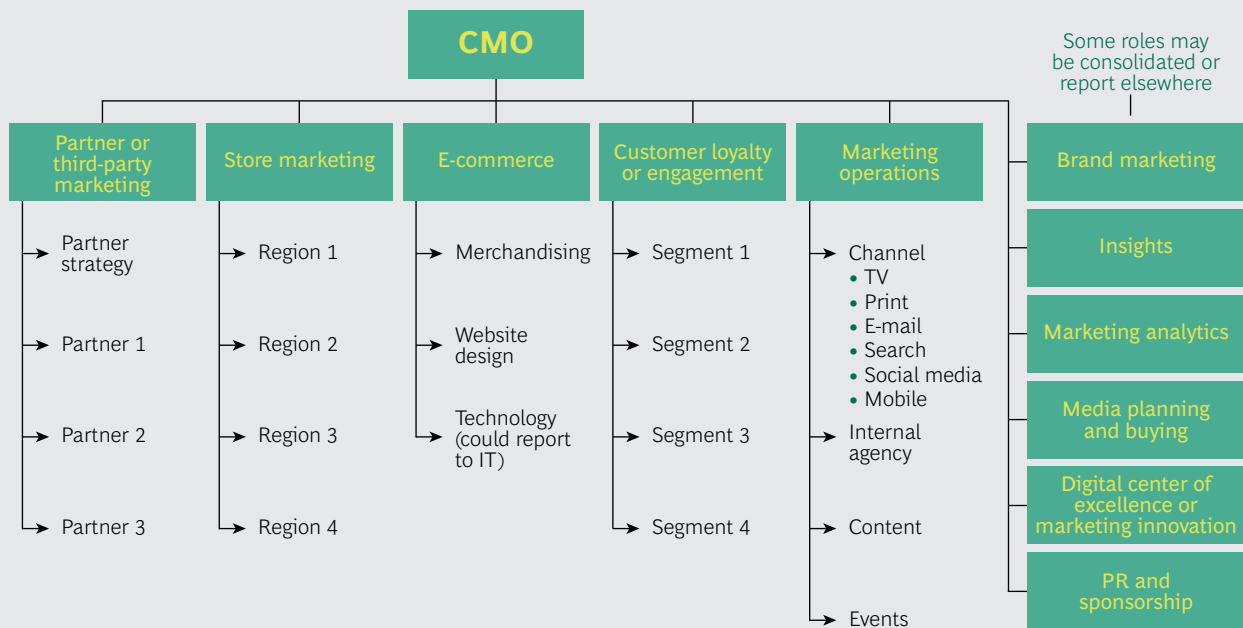 CMO
Some roles may
be consolidated or
report elsewhere
Partner or
third-party
marketing
Partner
strategy
Partner 1
Partner 2
Partner 3
Store marketing
Region 1
Region 2
Region 3
Region 4
E-commerce
Merchandising
Website
design
Technology
(could report
to IT)
Customer loyalty
or engagement
Segment 1
Segment 2
Segment 3
Segment 4
Marketing
operations
Channel
• TV
• Print
• E-mail
• Search
• Social media
• Mobile
Internal
agency
Content
Events
Brand marketing
Insights
Marketing analytics
Media planning
and buying
Digital center of
excellence or
marketing innovation
PR and
sponsorship